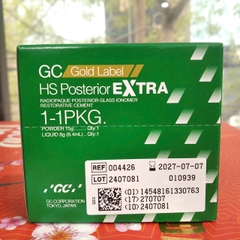 GC Gold Label
HS Posterior EXTRA
RADIOPAQUE POSTERIOR GLASS IONOMER
RESTORATIVE CEMENT
1-1PKG.
POWDER 15g ........ Qty:1
LIQUID 8g (6.4mL) .. Qty:1
REF 004426
2027-07-07
LOT 2407081
010939
(01) 14548161330763
(17) 270707
(10) 2407081
GC
GC CORPORATION
TOKYO, JAPAN